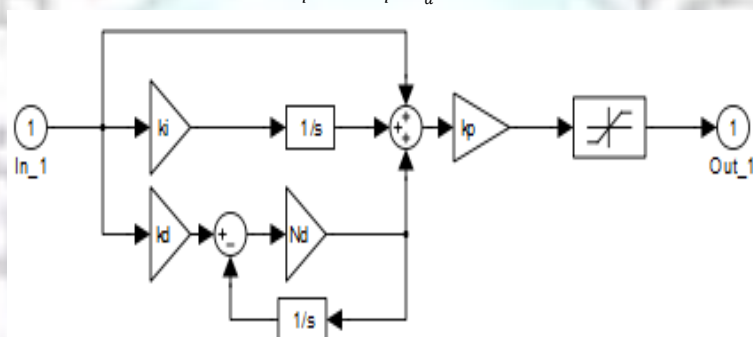 1
In_1
ki
1/s
+
+
+
kp
1
Out_1
kd
+
-
Nd
1/s